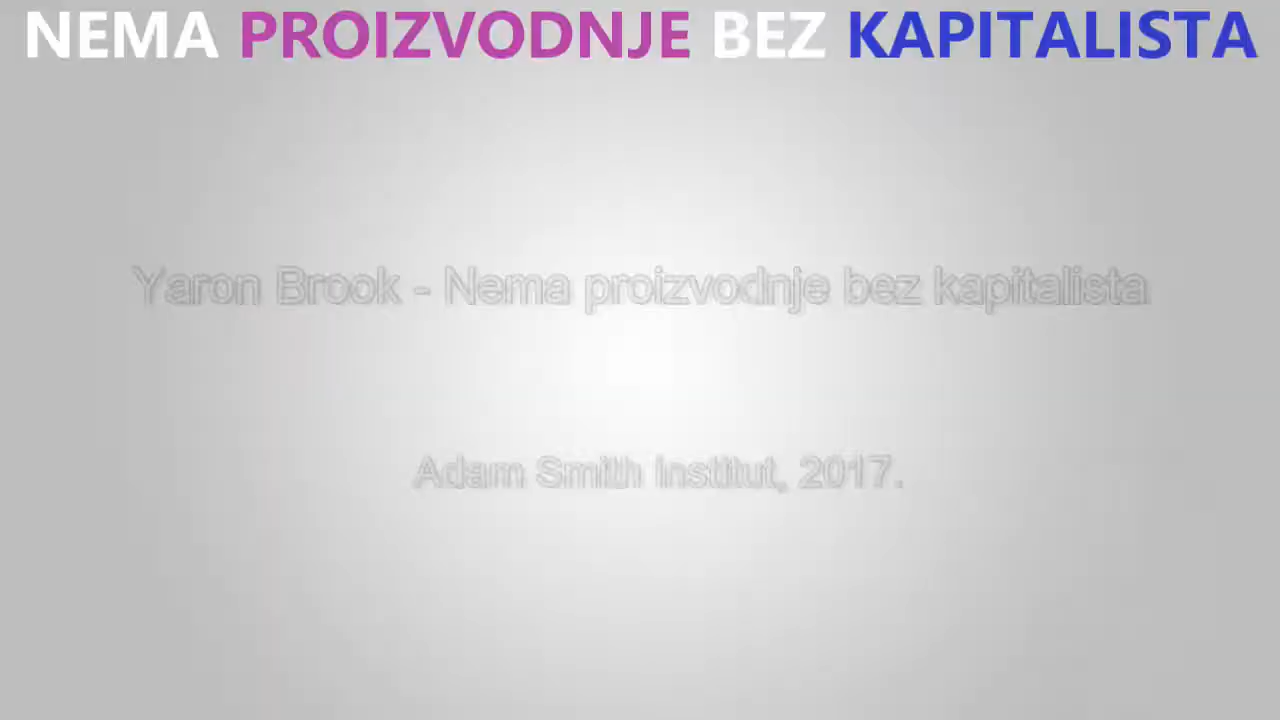 NEMA PROIZVODNJE BEZ KAPITALISTA
Yaron Brook - Nema proizvodnje bez kapitalista
Adam Smith Institut, 2017.